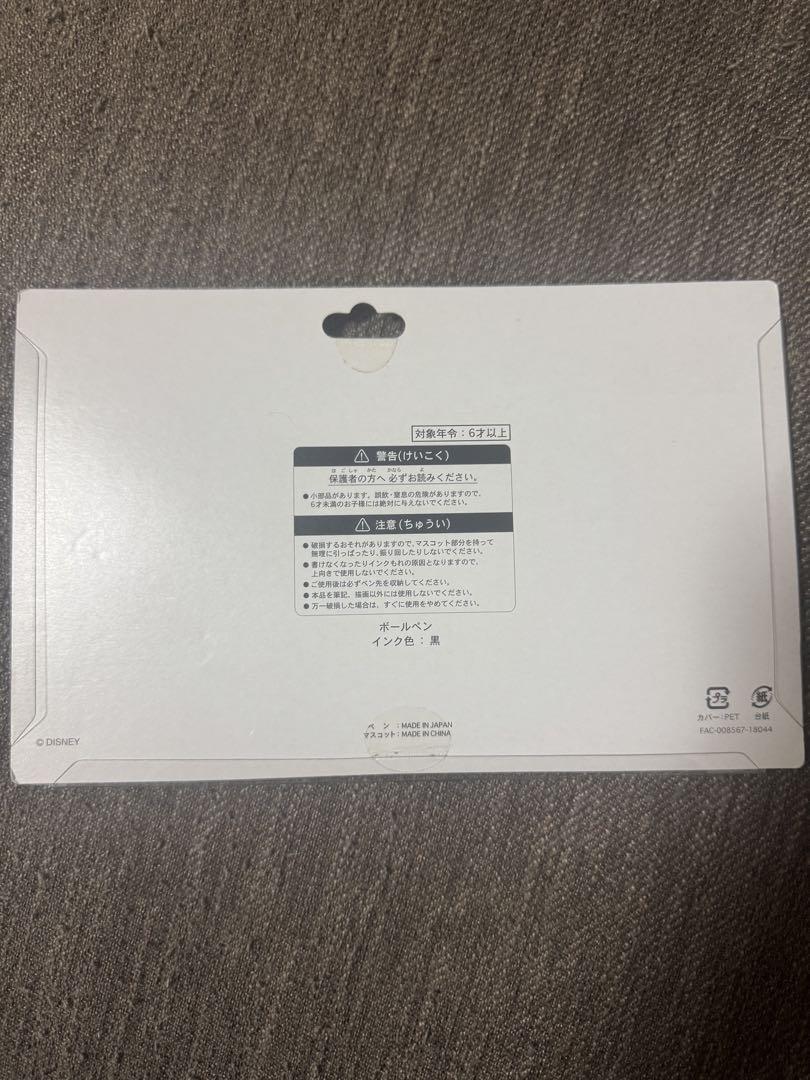 対象年令：6才以上
警告(けいこく)
ほごしゃ かた かなら よ
保護者の方へ 必ずお読みください。
●小部品があります。誤飲・窒息の危険がありますので、
6才未満のお子様には絶対に与えないでください。
注意(ちゅうい)
●破損するおそれがありますので、マスコット部分を持って
無理に引っぱったり、振り回したりしないでください。
●書けなくなったりインクもれの原因となりますので、
上向きで使用しないでください。
●ご使用後は必ずペン先を収納してください。
●本品を筆記、描画以外には使用しないでください。
●万一破損した場合は、すぐに使用をやめてください。
ボールペン
インク色：黒
プラ 紙
カバー：PET 台紙
FAC-008567-18044
ペン：MADE IN JAPAN
マスコット：MADE IN CHINA
© DISNEY